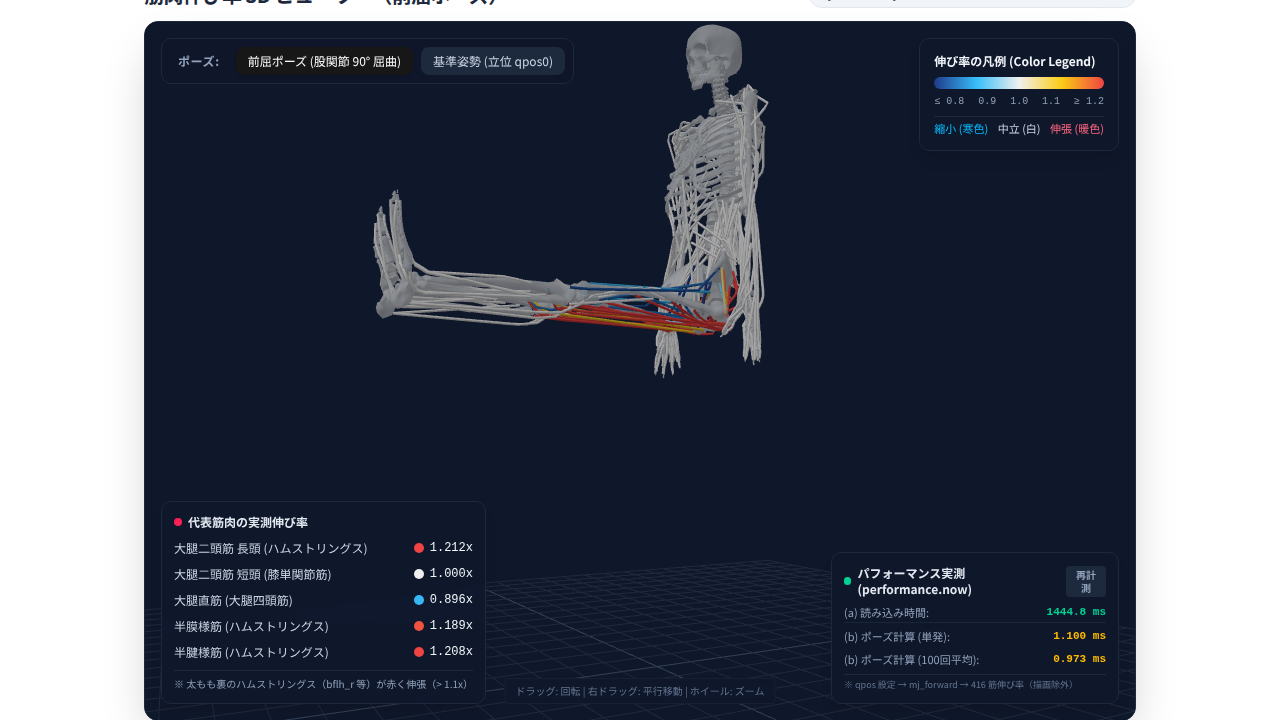 ポーズ:
前屈ポーズ (股関節 90° 屈曲)
基準姿勢 (立位 qpos0)
伸び率の凡例 (Color Legend)
≤ 0.8 0.9 1.0 1.1 ≥ 1.2
縮小 (寒色) 中立 (白) 伸張 (暖色)
代表筋肉の実測伸び率
大腿二頭筋 長頭 (ハムストリングス) 1.212x
大腿二頭筋 短頭 (膝単関節筋) 1.000x
大腿直筋 (大腿四頭筋) 0.896x
半膜様筋 (ハムストリングス) 1.189x
半腱様筋 (ハムストリングス) 1.208x
※ 太もも裏のハムストリングス（bflh_r 等）が赤く伸張（> 1.1x）
ドラッグ: 回転 | 右ドラッグ: 平行移動 | ホイール: ズーム
パフォーマンス実測
(performance.now)
再計
測
(a) 読み込み時間: 1444.8 ms
(b) ポーズ計算 (単発): 1.100 ms
(b) ポーズ計算 (100回平均): 0.973 ms
※ qpos 設定 → mj_forward → 416 筋伸び率（描画除外）